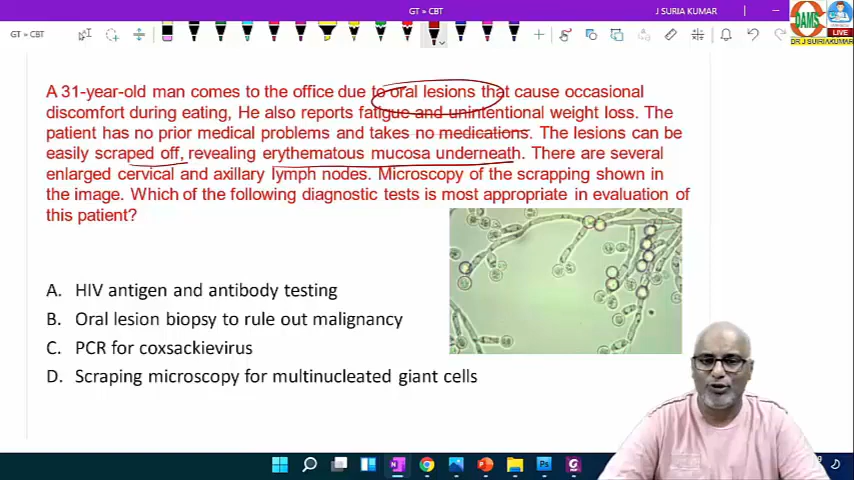 GT » CBT
GT » CBT
J SURIA KUMAR
DAMS
LIVE
DR J SURIAKUMAR
A 31-year-old man comes to the office due to oral lesions that cause occasional
discomfort during eating, He also reports fatigue and unintentional weight loss. The
patient has no prior medical problems and takes no medications. The lesions can be
easily scraped off, revealing erythematous mucosa underneath. There are several
enlarged cervical and axillary lymph nodes. Microscopy of the scrapping shown in
the image. Which of the following diagnostic tests is most appropriate in evaluation of
this patient?
A. HIV antigen and antibody testing
B. Oral lesion biopsy to rule out malignancy
C. PCR for coxsackievirus
D. Scraping microscopy for multinucleated giant cells